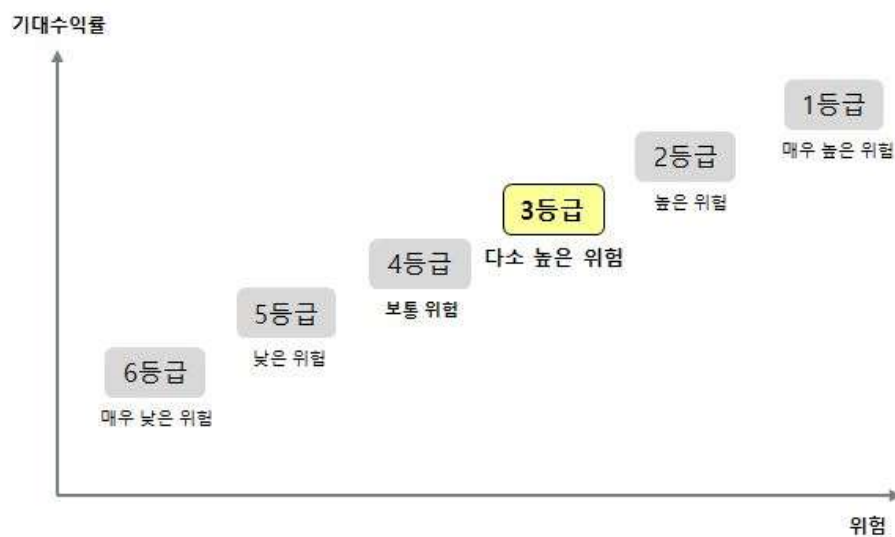 기대수익률
1등급
매우 높은 위험
2등급
높은 위험
3등급
다소 높은 위험
4등급
보통 위험
5등급
낮은 위험
6등급
매우 낮은 위험
위험